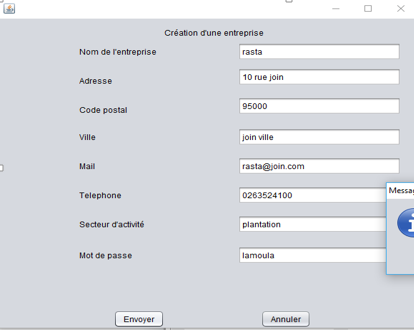 Création d'une entreprise
Nom de l'entreprise rasta
Adresse 10 rue join
Code postal 95000
Ville join ville
Mail rasta@join.com
Telephone 0263524100
Secteur d'activité plantation
Mot de passe lamoula
Envoyer Annuler